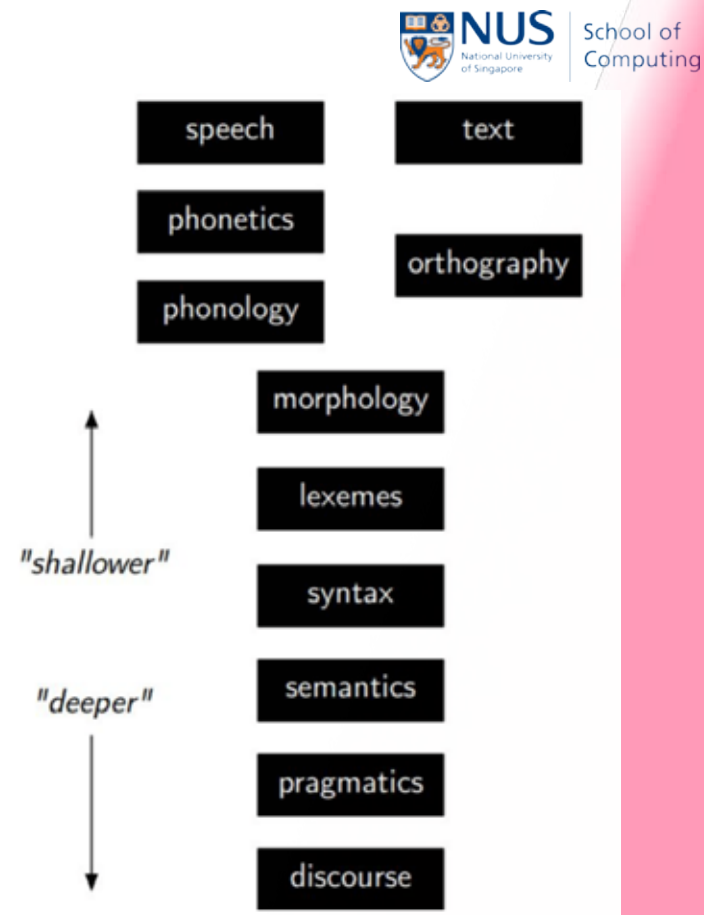 NUS
National University
of Singapore
School of
Computing
speech
text
phonetics
orthography
phonology
morphology
lexemes
"shallower"
syntax
semantics
"deeper"
pragmatics
discourse